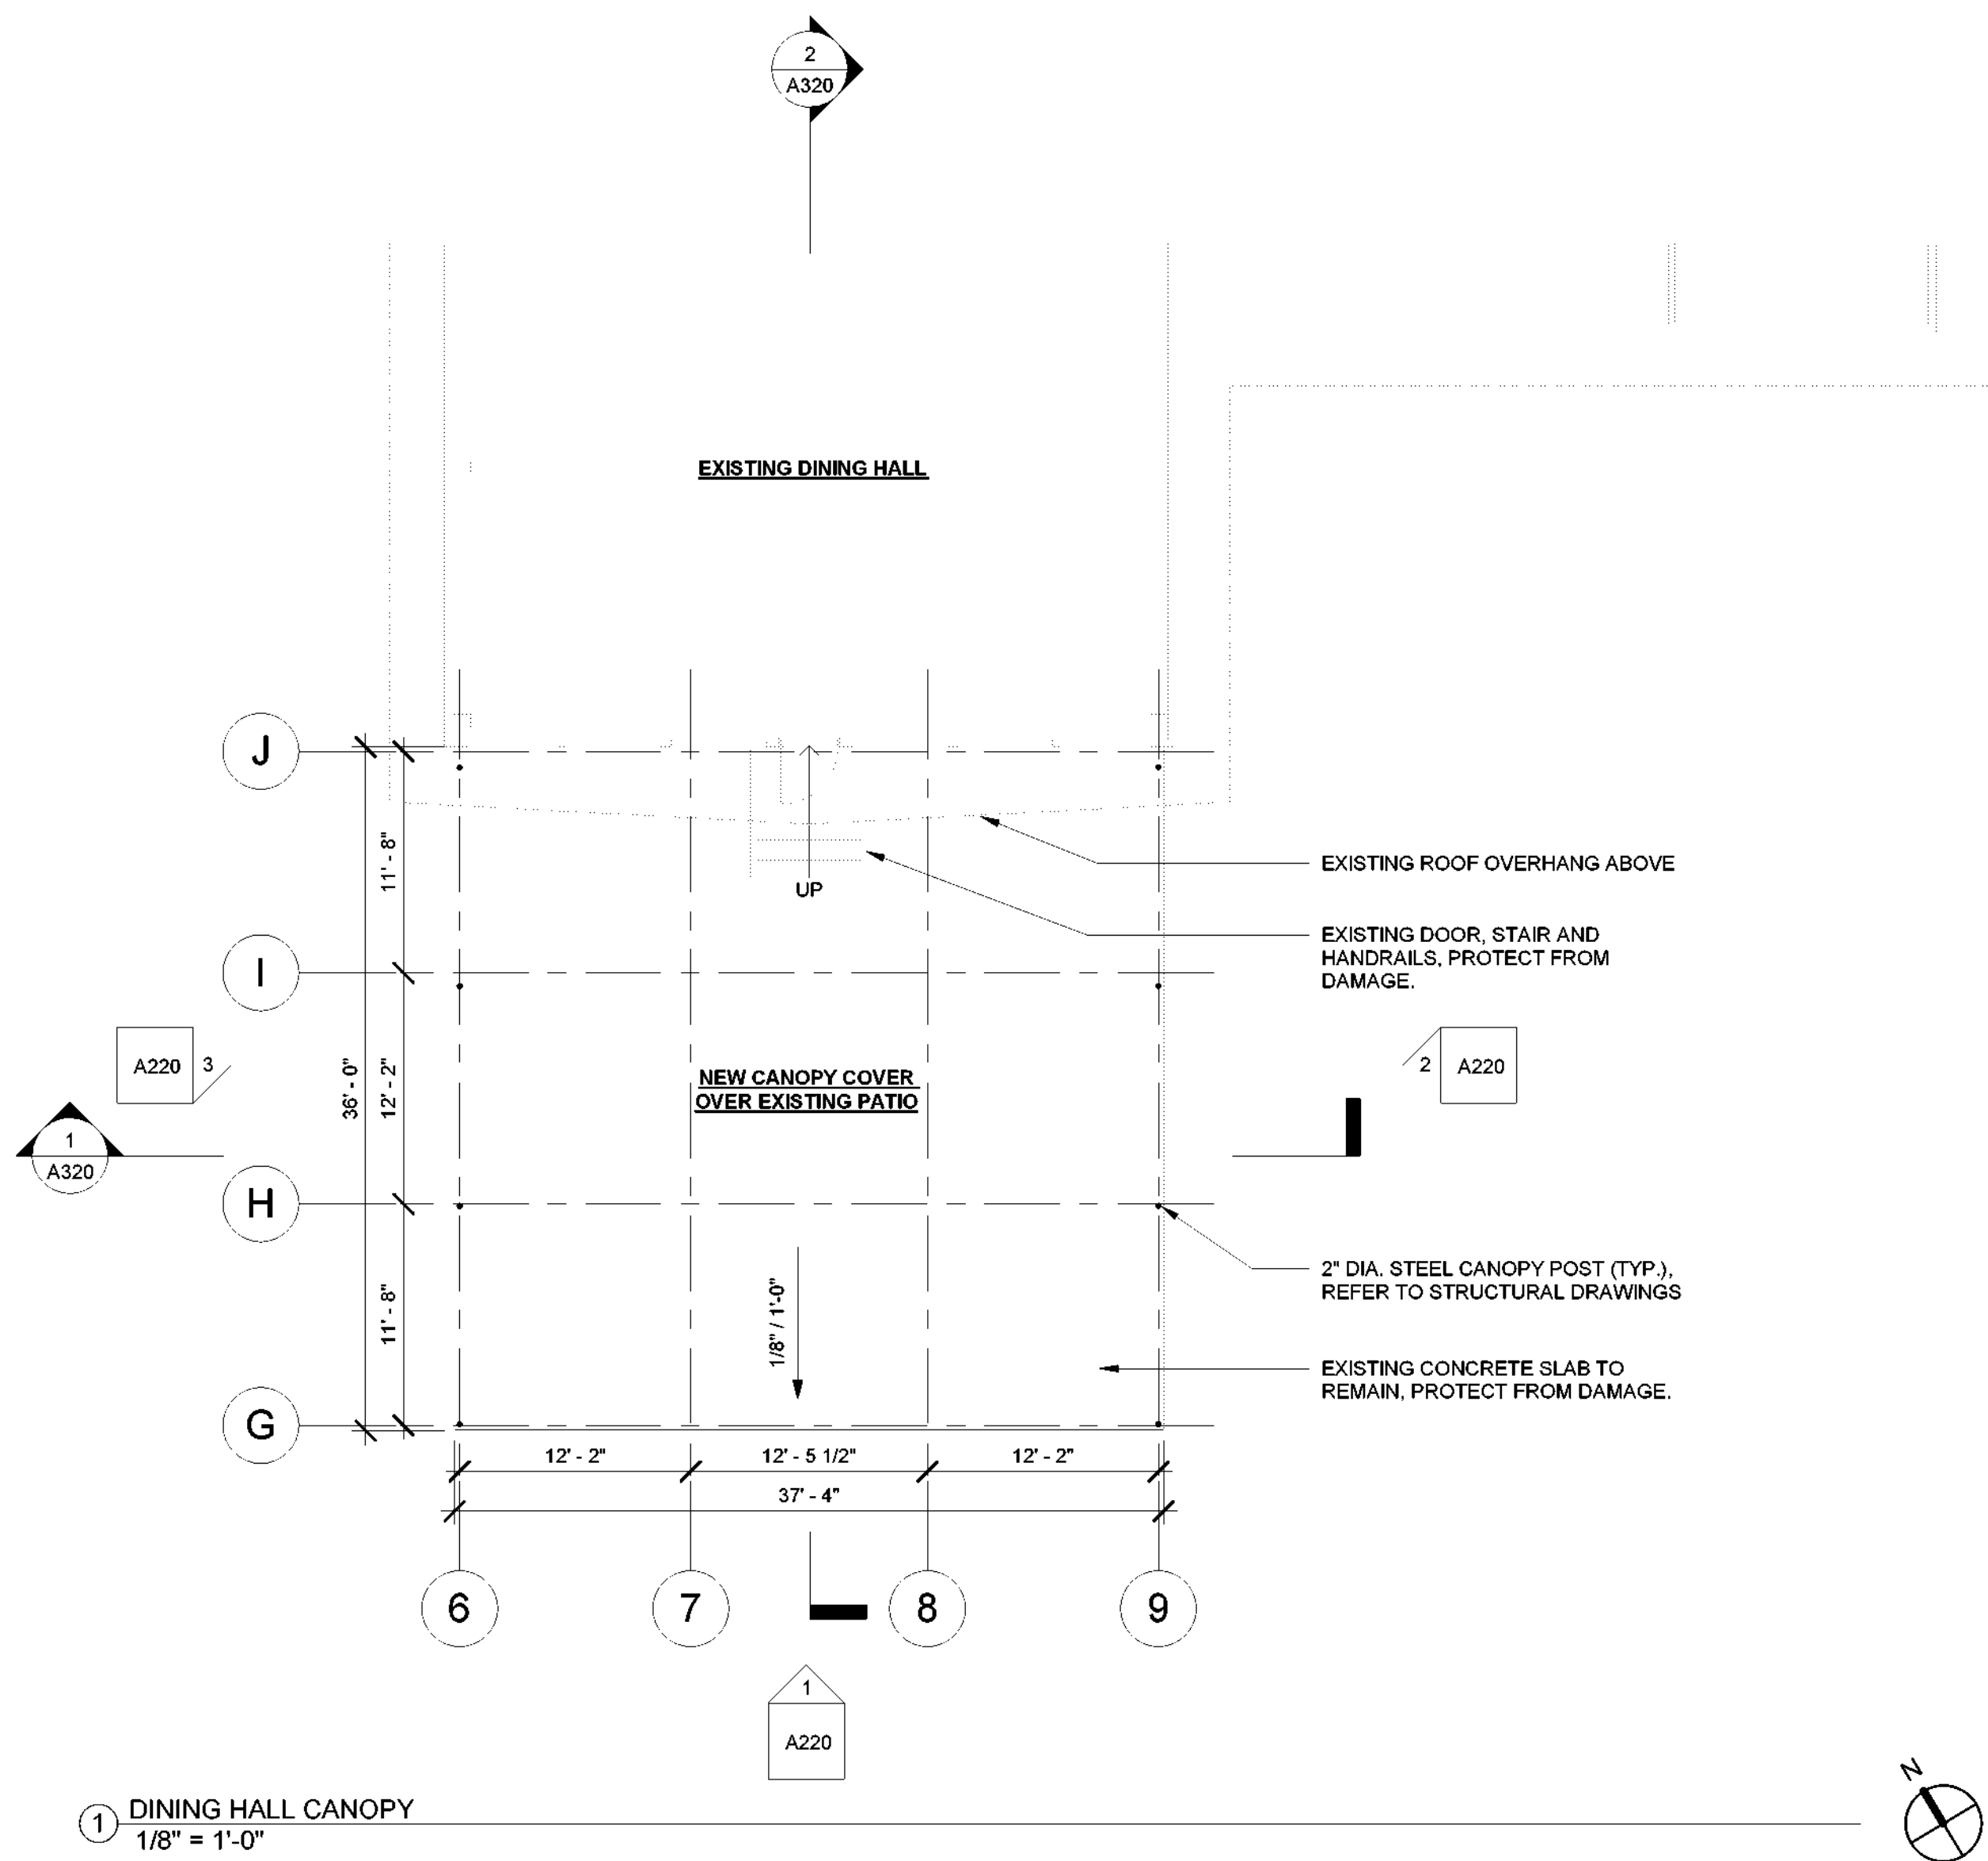 2
A320
EXISTING DINING HALL
J
11' - 8"
UP
EXISTING ROOF OVERHANG ABOVE
EXISTING DOOR, STAIR AND
HANDRAILS, PROTECT FROM
DAMAGE.
I
A220 3
36' - 0"
12' - 2"
NEW CANOPY COVER
OVER EXISTING PATIO
2 A220
1
A320
H
11' - 8"
1/8" / 1'-0"
2" DIA. STEEL CANOPY POST (TYP.),
REFER TO STRUCTURAL DRAWINGS
EXISTING CONCRETE SLAB TO
REMAIN, PROTECT FROM DAMAGE.
G
12' - 2" 12' - 5 1/2" 12' - 2"
37' - 4"
6 7 8 9
1
A220
N
1 DINING HALL CANOPY
1/8" = 1'-0"